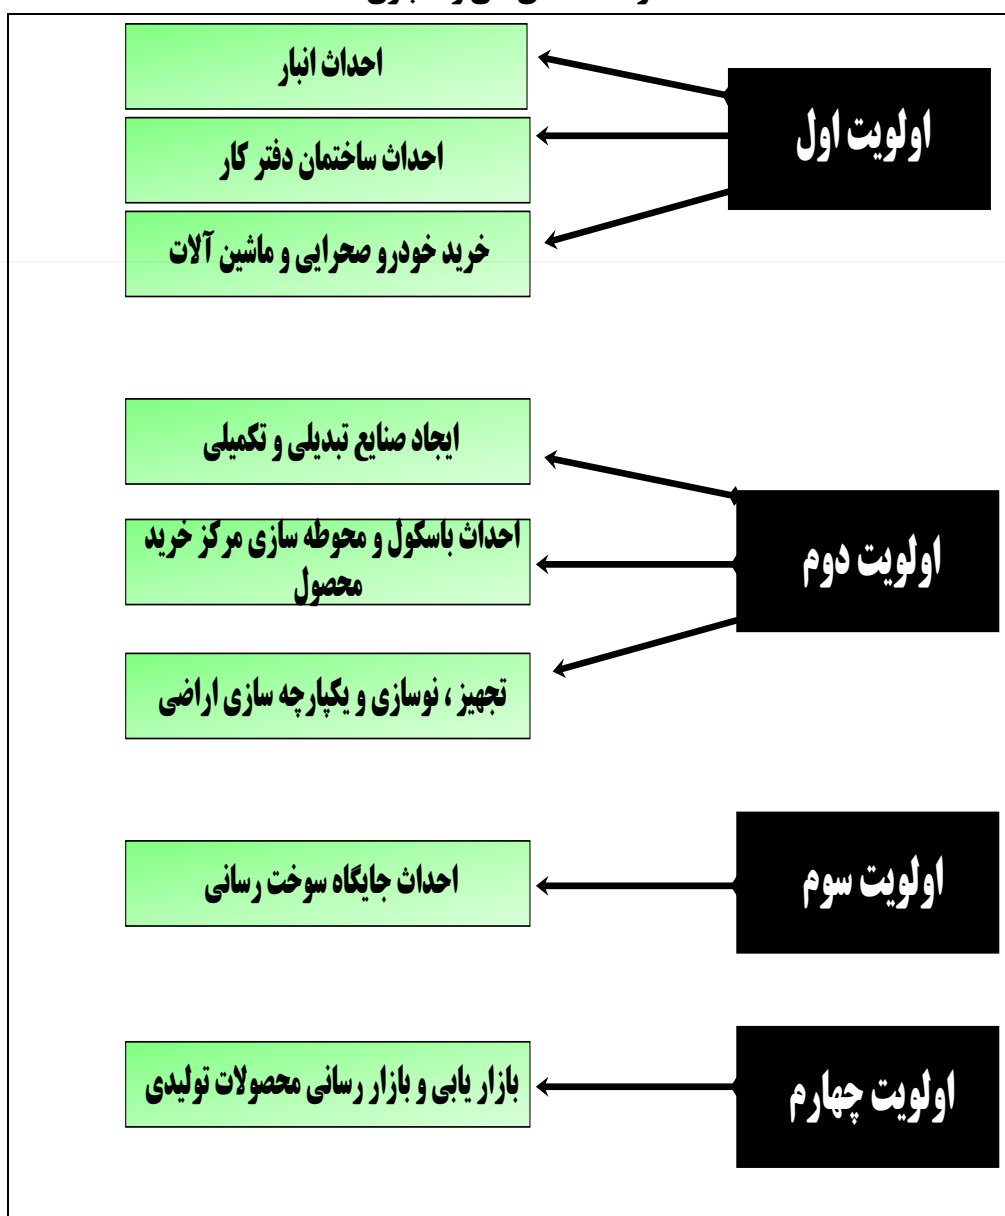 اولویت اول
احداث انبار
احداث ساختمان دفتر کار
خرید خودرو صحرایی و ماشین آلات
اولویت دوم
ایجاد صنایع تبدیلی و تکمیلی
احداث باسکول و محوطه سازی مرکز خرید
محصول
تجهیز ، نوسازی و یکپارچه سازی اراضی
اولویت سوم
احداث جایگاه سوخت رسانی
اولویت چهارم
بازار یابی و بازار رسانی محصولات تولیدی